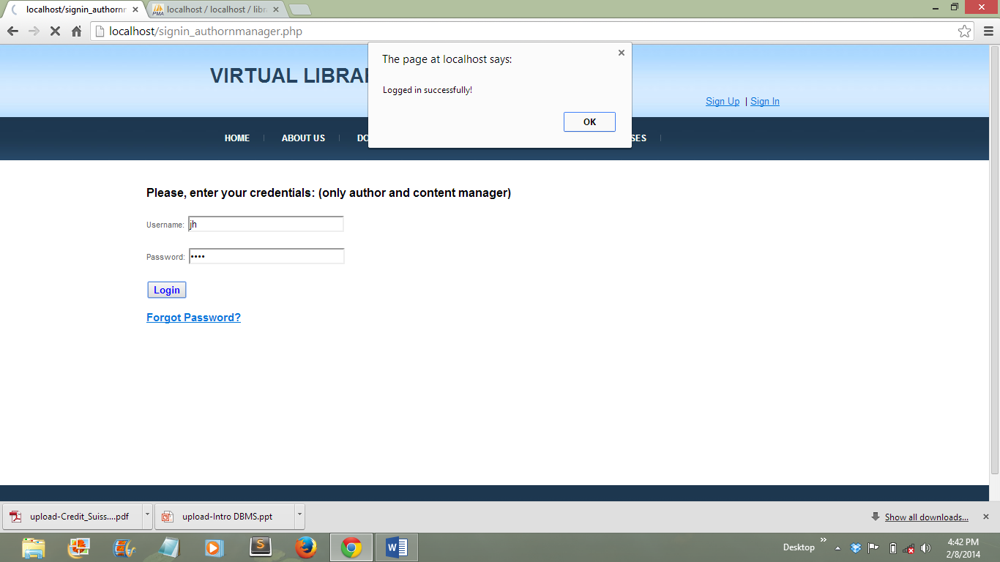 localhost/signin_authornr
localhost / localhost / libr
localhost/signin_authornmanager.php
The page at localhost says:
Logged in successfully!
OK
VIRTUAL LIBRA
Sign Up | Sign In
HOME
ABOUT US
DO
SES
Please, enter your credentials: (only author and content manager)
Username: jh
Password: ••••
Login
Forgot Password?
upload-Credit_Suiss....pdf
upload-Intro DBMS.ppt
Show all downloads...
Desktop
4:42 PM
2/8/2014